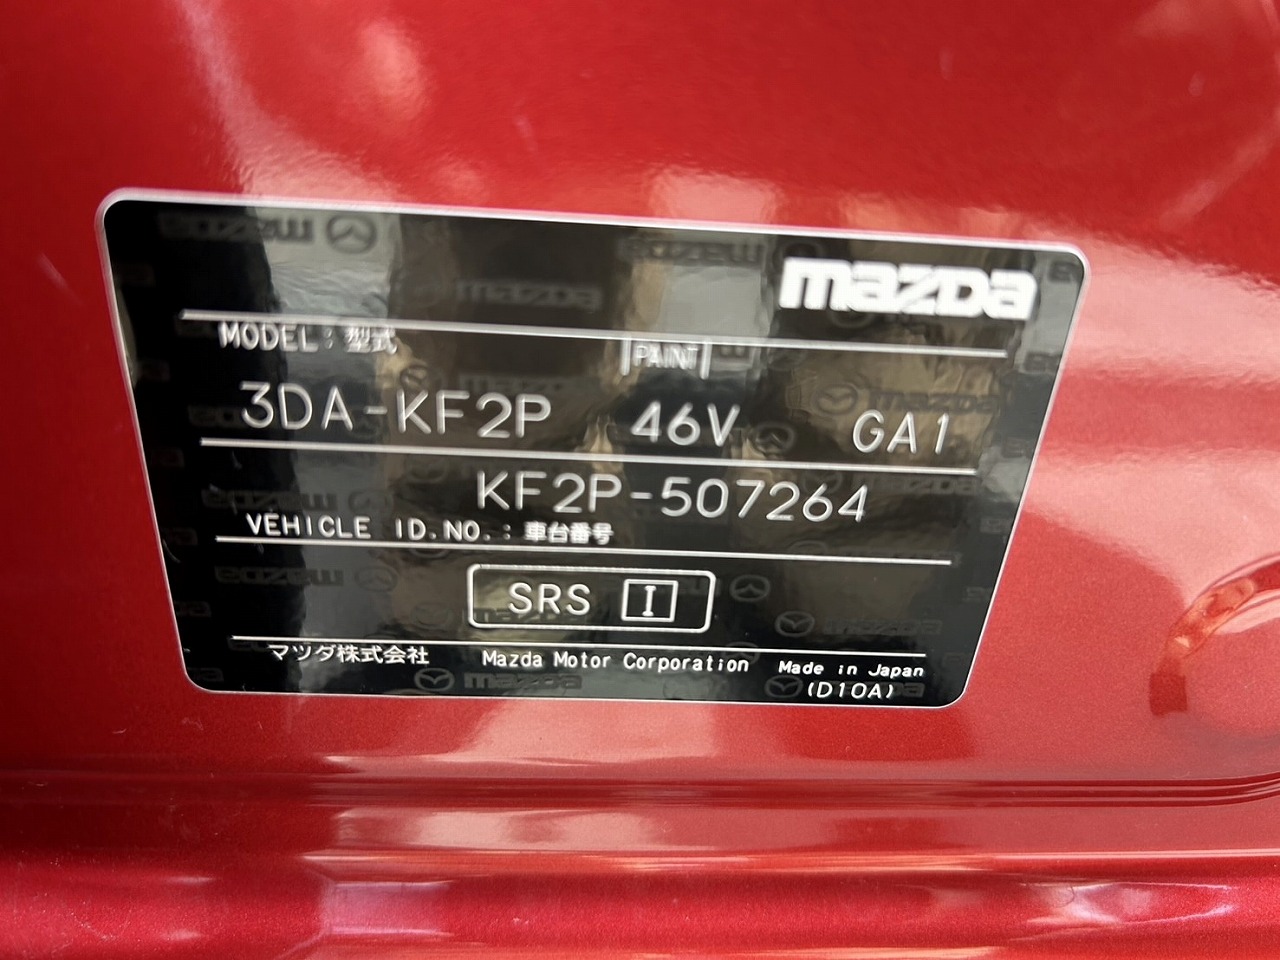 mazda
MODEL：型式
PAINT
3DA-KF2P 46V GA1
KF2P-507264
VEHICLE ID.NO.：車台番号
SRS I
マツダ株式会社 Mazda Motor Corporation Made in Japan
(D10A)